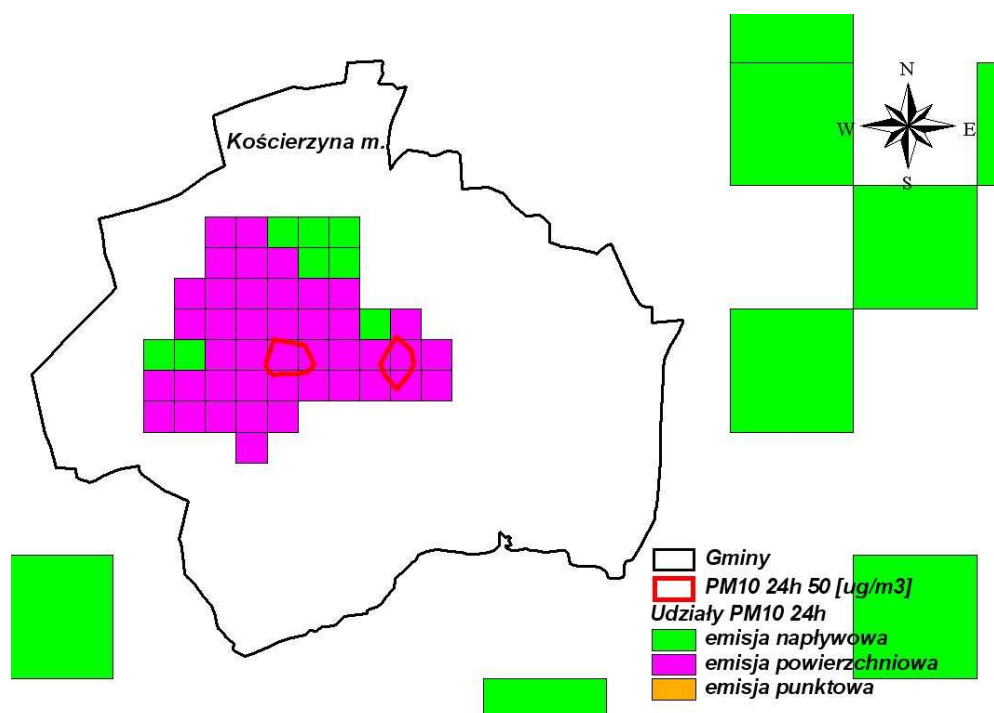 N
Kościerzyna m.
W E
S
Gminy
PM10 24h 50 [ug/m3]
Udziały PM10 24h
emisja napływowa
emisja powierzchniowa
emisja punktowa